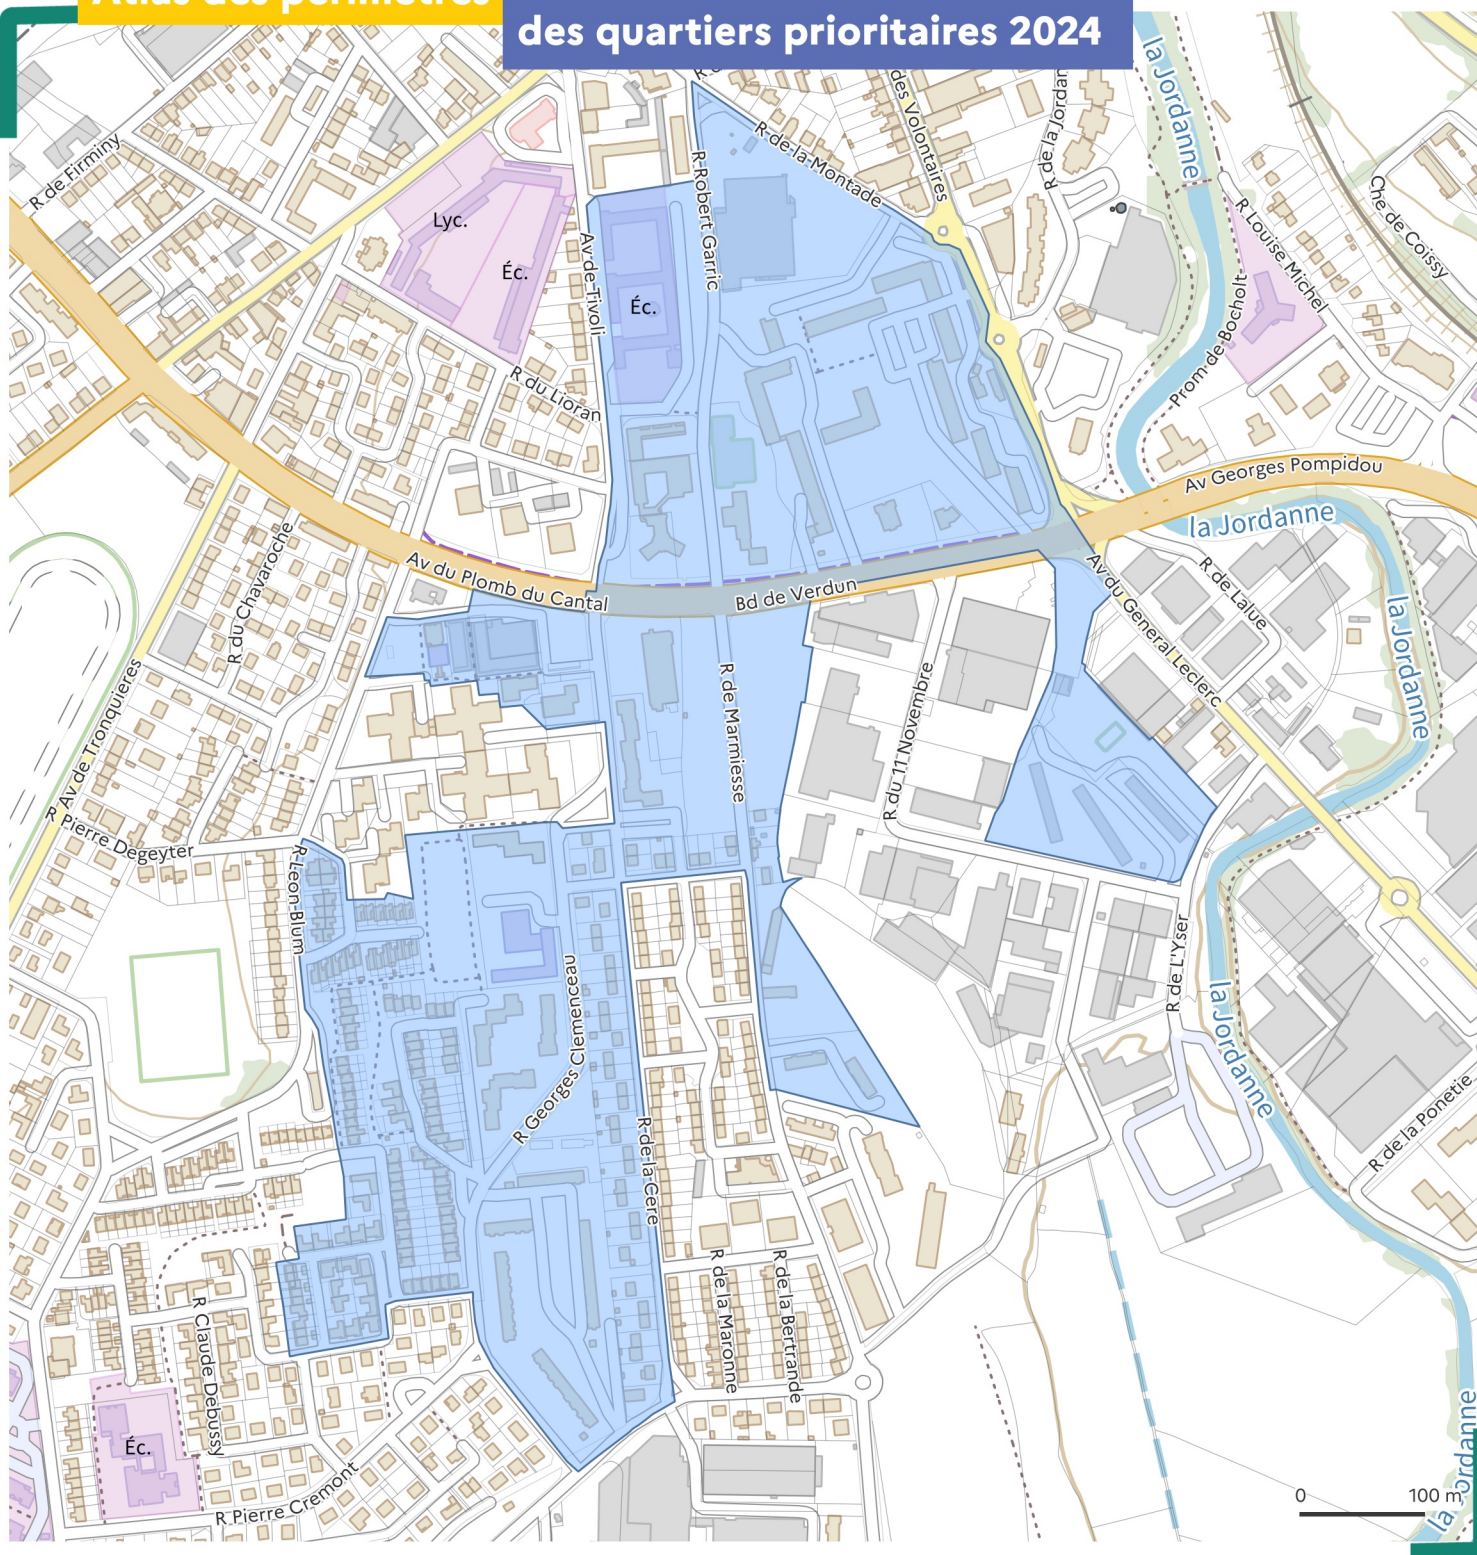 Atlas des périmètres
des quartiers prioritaires 2024
R de Firminy
Lyc.
Éc.
Éc.
Av de Tivoli
R Robert Garric
R de la Montade
des Volontaires
R de la Jordan
la Jordanne
R Louise Michel
Che de Coissy
Prom de Bocholt
R du Lioran
Av Georges Pompidou
la Jordanne
R du Chavaroche
Av du Plomb du Cantal
Bd de Verdun
Av du General Leclerc
R de Lalue
la Jordanne
Av de Tronquieres
R de Marmiesse
R du 11 Novembre
R Pierre Degeyter
R Leon Blum
R Georges Clemenceau
R de L'Yser
la Jordanne
R de la Cere
R de la Ponetie
R de la Maronne
R de la Bertrande
R Claude Debussy
Éc.
R Pierre Cremont
la Jordanne
0 100 m